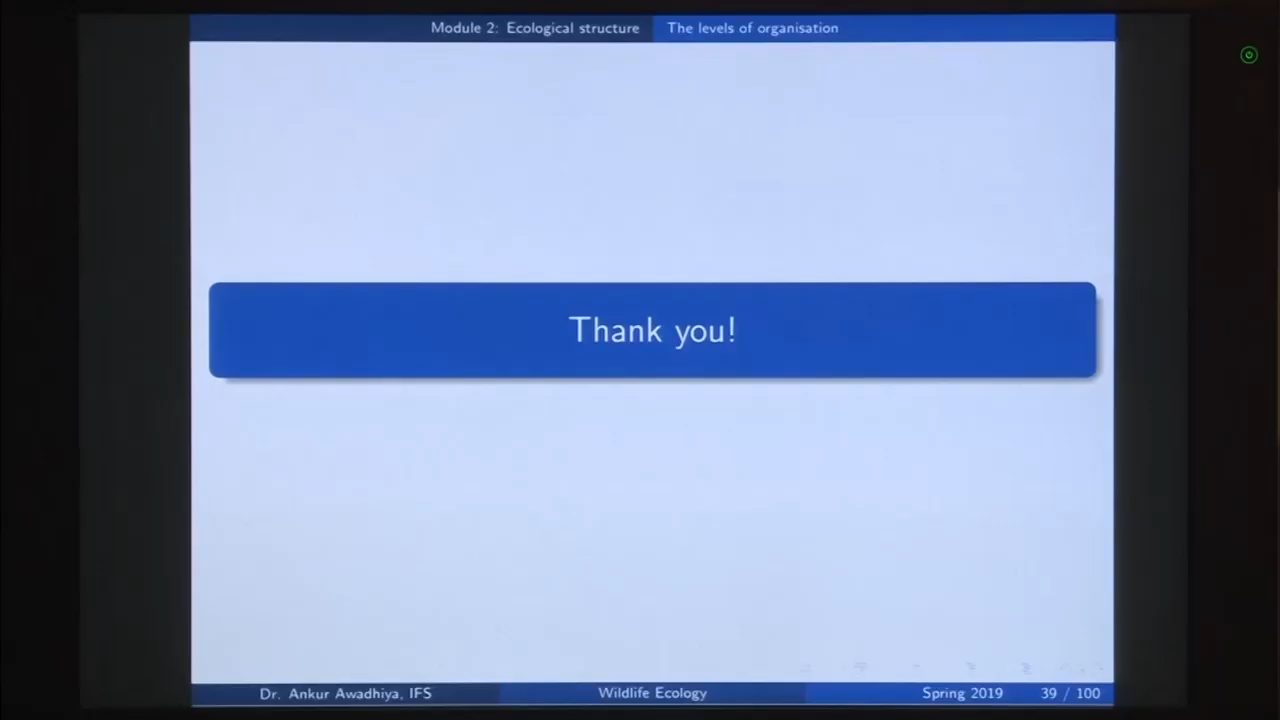 Module 2: Ecological structure The levels of organisation
Thank you!
Dr. Ankur Awadhiya, IFS Wildlife Ecology Spring 2019 39 / 100